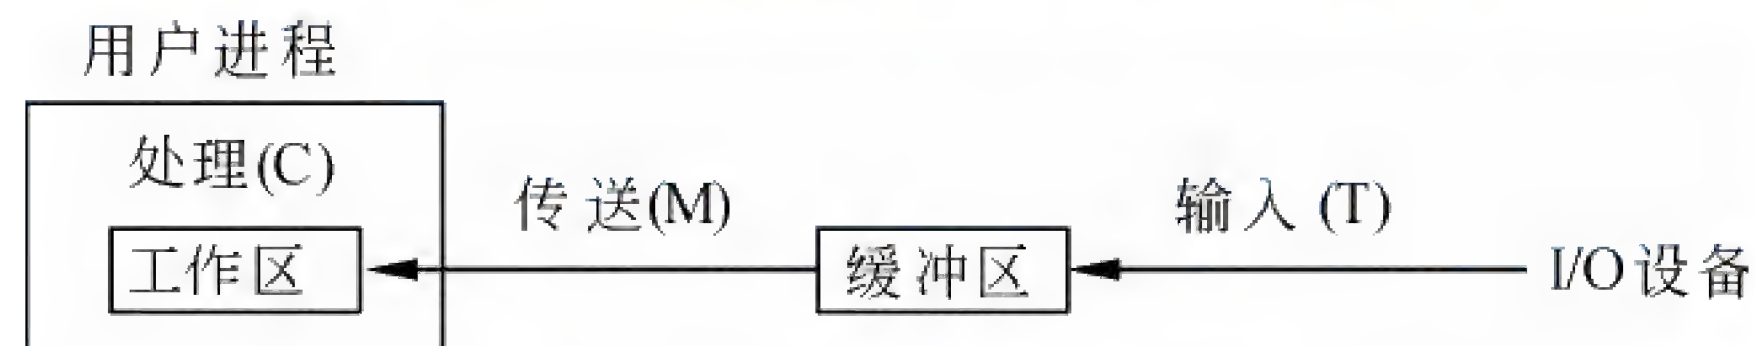 用户进程
处理(C)
传送(M)
输入(T)
工作区
缓冲区
I/O设备